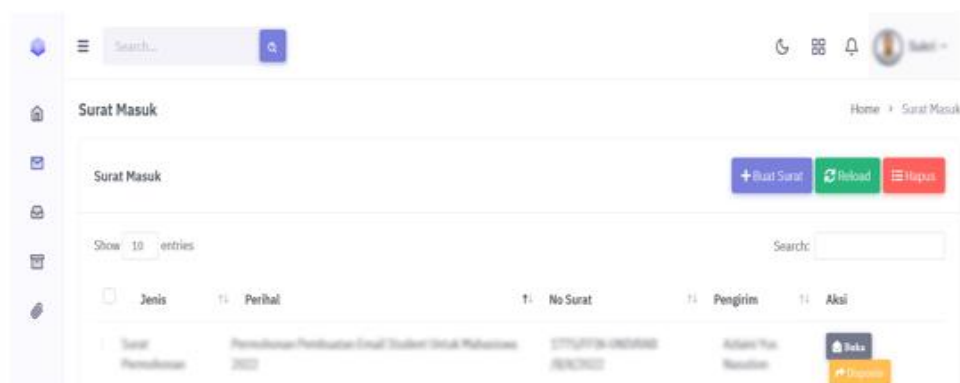 Search...
Surat Masuk
Home > Surat Masuk
Surat Masuk
+ Buat Surat Reload Hapus
Show 10 entries
Search:
Jenis Perihal No Surat Pengirim Aksi
Surat Permohonan Pembuatan Email Student Untuk Mahasiswa
Permohonan 2022
Buka
Disposisi